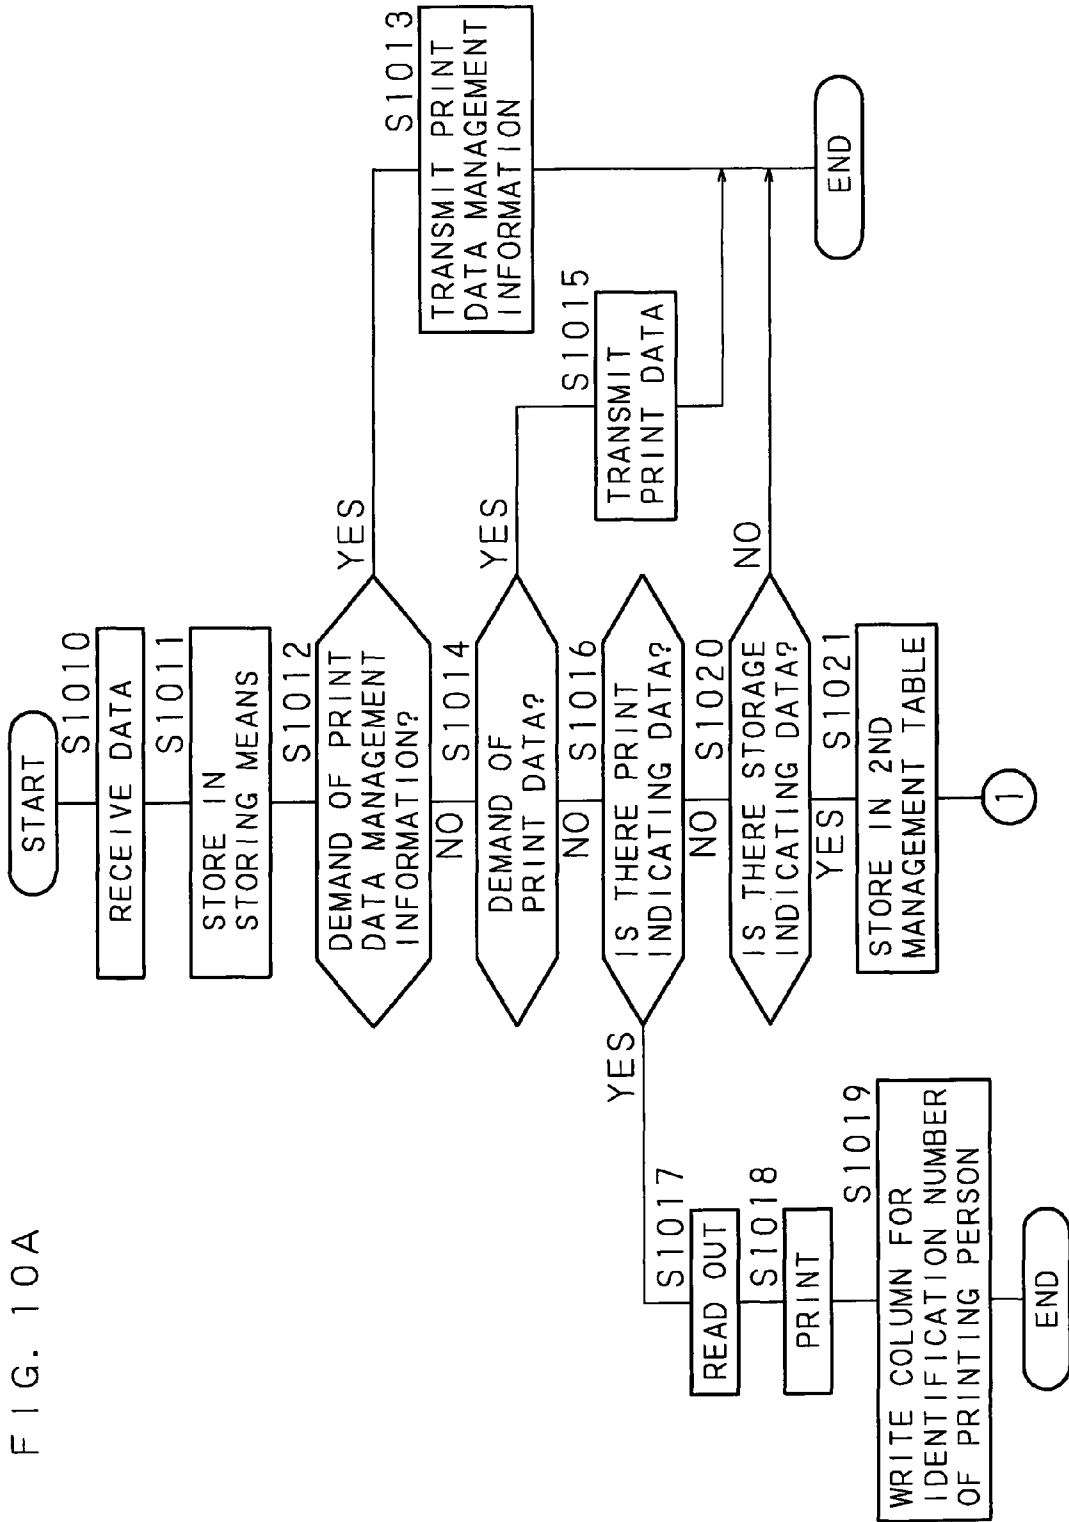 FIG. 10A
START
S1010
RECEIVE DATA
S1011
STORE IN
STORING MEANS
S1012
DEMAND OF PRINT
DATA MANAGEMENT
INFORMATION?
YES
S1013
TRANSMIT PRINT
DATA MANAGEMENT
INFORMATION
NO
S1014
DEMAND OF
PRINT DATA?
YES
S1015
TRANSMIT
PRINT DATA
NO
S1016
IS THERE PRINT
INDICATING DATA?
YES
S1017
READ OUT
S1018
PRINT
S1019
WRITE COLUMN FOR
IDENTIFICATION NUMBER
OF PRINTING PERSON
END
NO
S1020
IS THERE STORAGE
INDICATING DATA?
NO
END
YES
S1021
STORE IN 2ND
MANAGEMENT TABLE
1